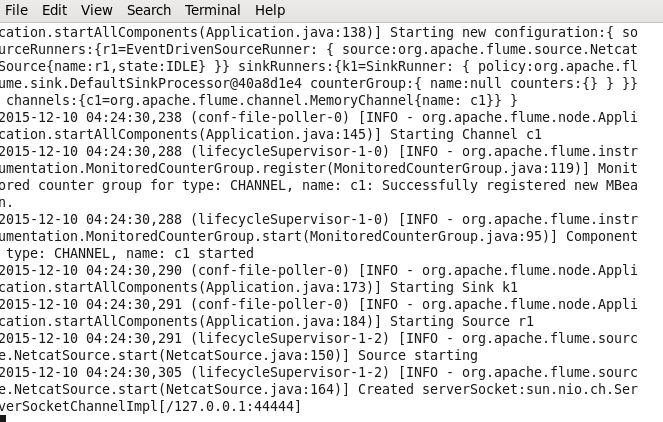 File Edit View Search Terminal Help
cation.startAllComponents(Application.java:138)] Starting new configuration:{ so
urceRunners:{r1=EventDrivenSourceRunner: { source:org.apache.flume.source.Netcat
Source{name:r1,state:IDLE} }} sinkRunners:{k1=SinkRunner: { policy:org.apache.fl
ume.sink.DefaultSinkProcessor@40a8d1e4 counterGroup:{ name:null counters:{} } }}
 channels:{c1=org.apache.flume.channel.MemoryChannel{name: c1}} }
2015-12-10 04:24:30,238 (conf-file-poller-0) [INFO - org.apache.flume.node.Appli
cation.startAllComponents(Application.java:145)] Starting Channel c1
2015-12-10 04:24:30,288 (lifecycleSupervisor-1-0) [INFO - org.apache.flume.instr
umentation.MonitoredCounterGroup.register(MonitoredCounterGroup.java:119)] Monit
ored counter group for type: CHANNEL, name: c1: Successfully registered new MBea
n.
2015-12-10 04:24:30,288 (lifecycleSupervisor-1-0) [INFO - org.apache.flume.instr
umentation.MonitoredCounterGroup.start(MonitoredCounterGroup.java:95)] Component
 type: CHANNEL, name: c1 started
2015-12-10 04:24:30,290 (conf-file-poller-0) [INFO - org.apache.flume.node.Appli
cation.startAllComponents(Application.java:173)] Starting Sink k1
2015-12-10 04:24:30,291 (conf-file-poller-0) [INFO - org.apache.flume.node.Appli
cation.startAllComponents(Application.java:184)] Starting Source r1
2015-12-10 04:24:30,291 (lifecycleSupervisor-1-2) [INFO - org.apache.flume.sourc
e.NetcatSource.start(NetcatSource.java:150)] Source starting
2015-12-10 04:24:30,305 (lifecycleSupervisor-1-2) [INFO - org.apache.flume.sourc
e.NetcatSource.start(NetcatSource.java:164)] Created serverSocket:sun.nio.ch.Ser
verSocketChannelImpl[/127.0.0.1:44444]